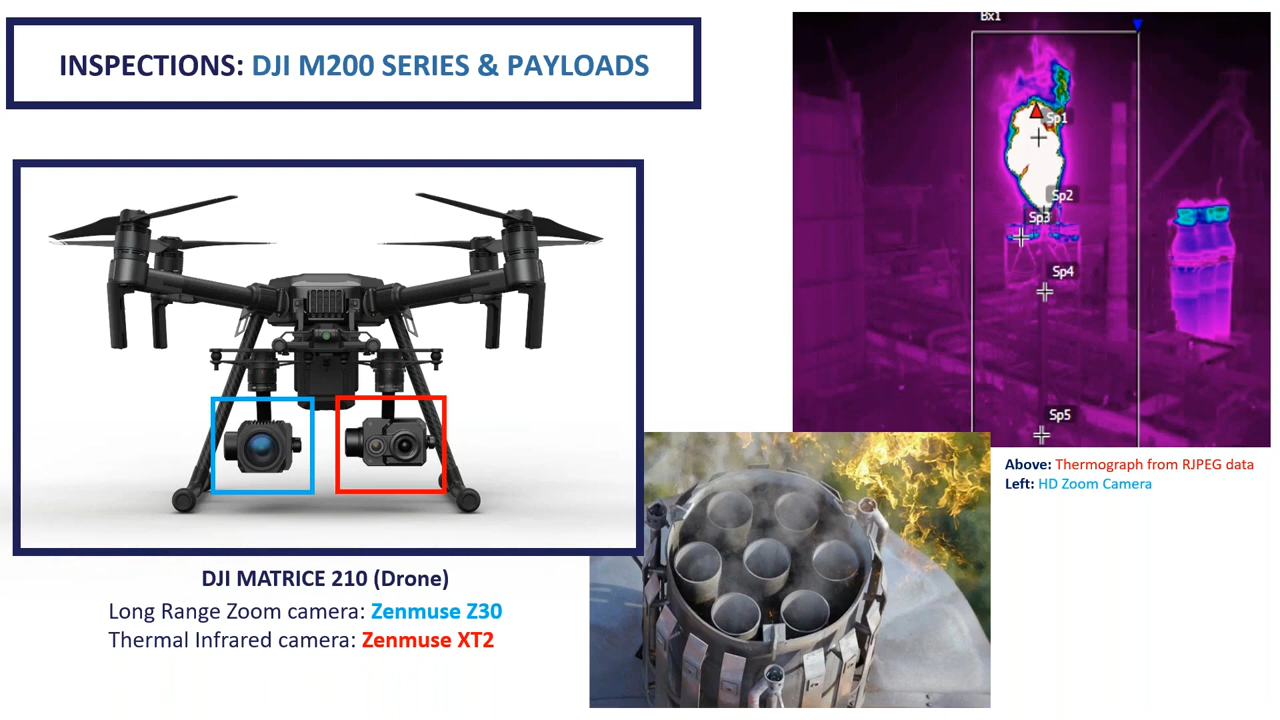 INSPECTIONS: DJI M200 SERIES & PAYLOADS
Bx1
Sp1
Sp2
Sp3
Sp4
Sp5
Above: Thermograph from RJPEG data
Left: HD Zoom Camera
DJI MATRICE 210 (Drone)
Long Range Zoom camera: Zenmuse Z30
Thermal Infrared camera: Zenmuse XT2